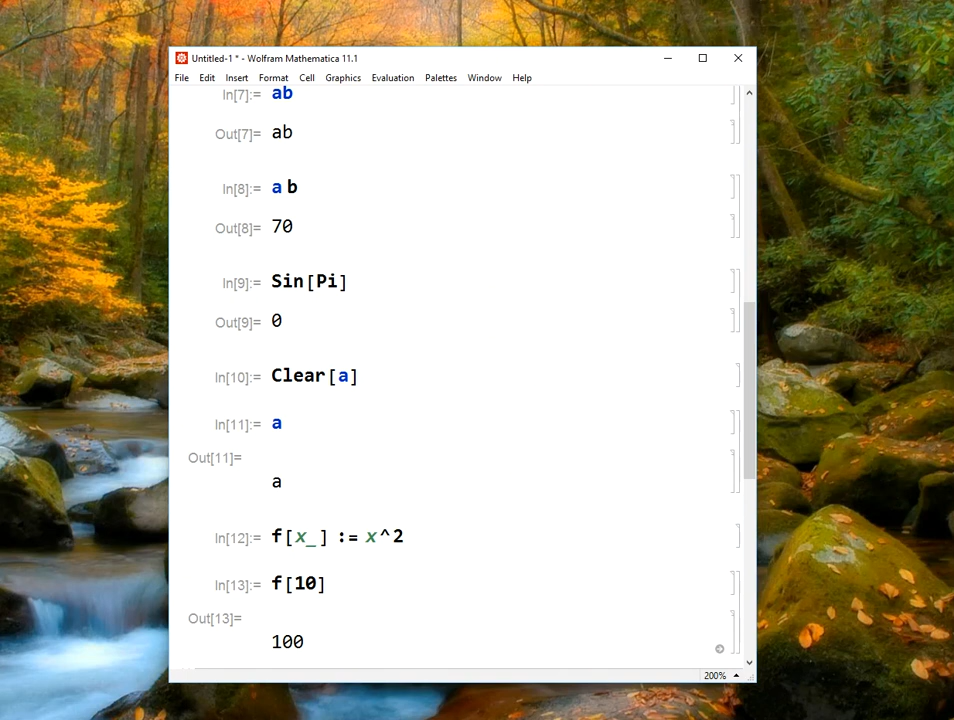 Untitled-1 * - Wolfram Mathematica 11.1
File Edit Insert Format Cell Graphics Evaluation Palettes Window Help
In[7]:= ab
Out[7]= ab
In[8]:= a b
Out[8]= 70
In[9]:= Sin[Pi]
Out[9]= 0
In[10]:= Clear[a]
In[11]:= a
Out[11]=
a
In[12]:= f[x_] := x^2
In[13]:= f[10]
Out[13]=
100
200%